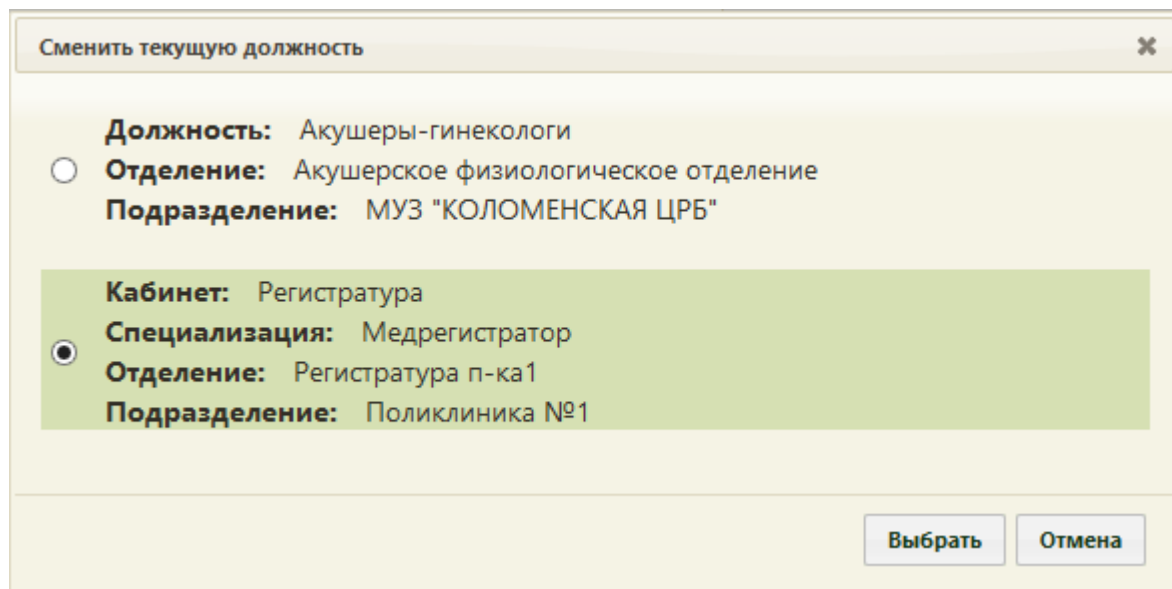 Сменить текущую должность
Должность: Акушеры-гинекологи
Отделение: Акушерское физиологическое отделение
Подразделение: МУЗ "КОЛОМЕНСКАЯ ЦРБ"
Кабинет: Регистратура
Специализация: Медрегистратор
Отделение: Регистратура п-ка1
Подразделение: Поликлиника №1
Выбрать Отмена